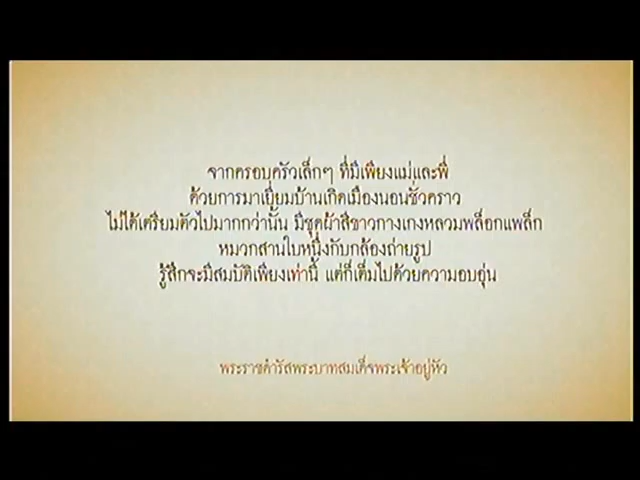 จากครอบครัวเล็กๆ ที่มีเพียงแม่และพี่
ด้วยการมาเยี่ยมบ้านเกิดเมืองนอนชั่วคราว
ไม่ได้เตรียมตัวไปมากกว่านั้น มีชุดผ้าสีขาวกางเกงหลวมพล็อกแพล็ก
หมวกสานใบหนึ่งกับกล้องถ่ายรูป
รู้สึกจะมีสมบัติเพียงเท่านี้ แต่ก็เต็มไปด้วยความอบอุ่น
พระราชดำรัสพระบาทสมเด็จพระเจ้าอยู่หัว